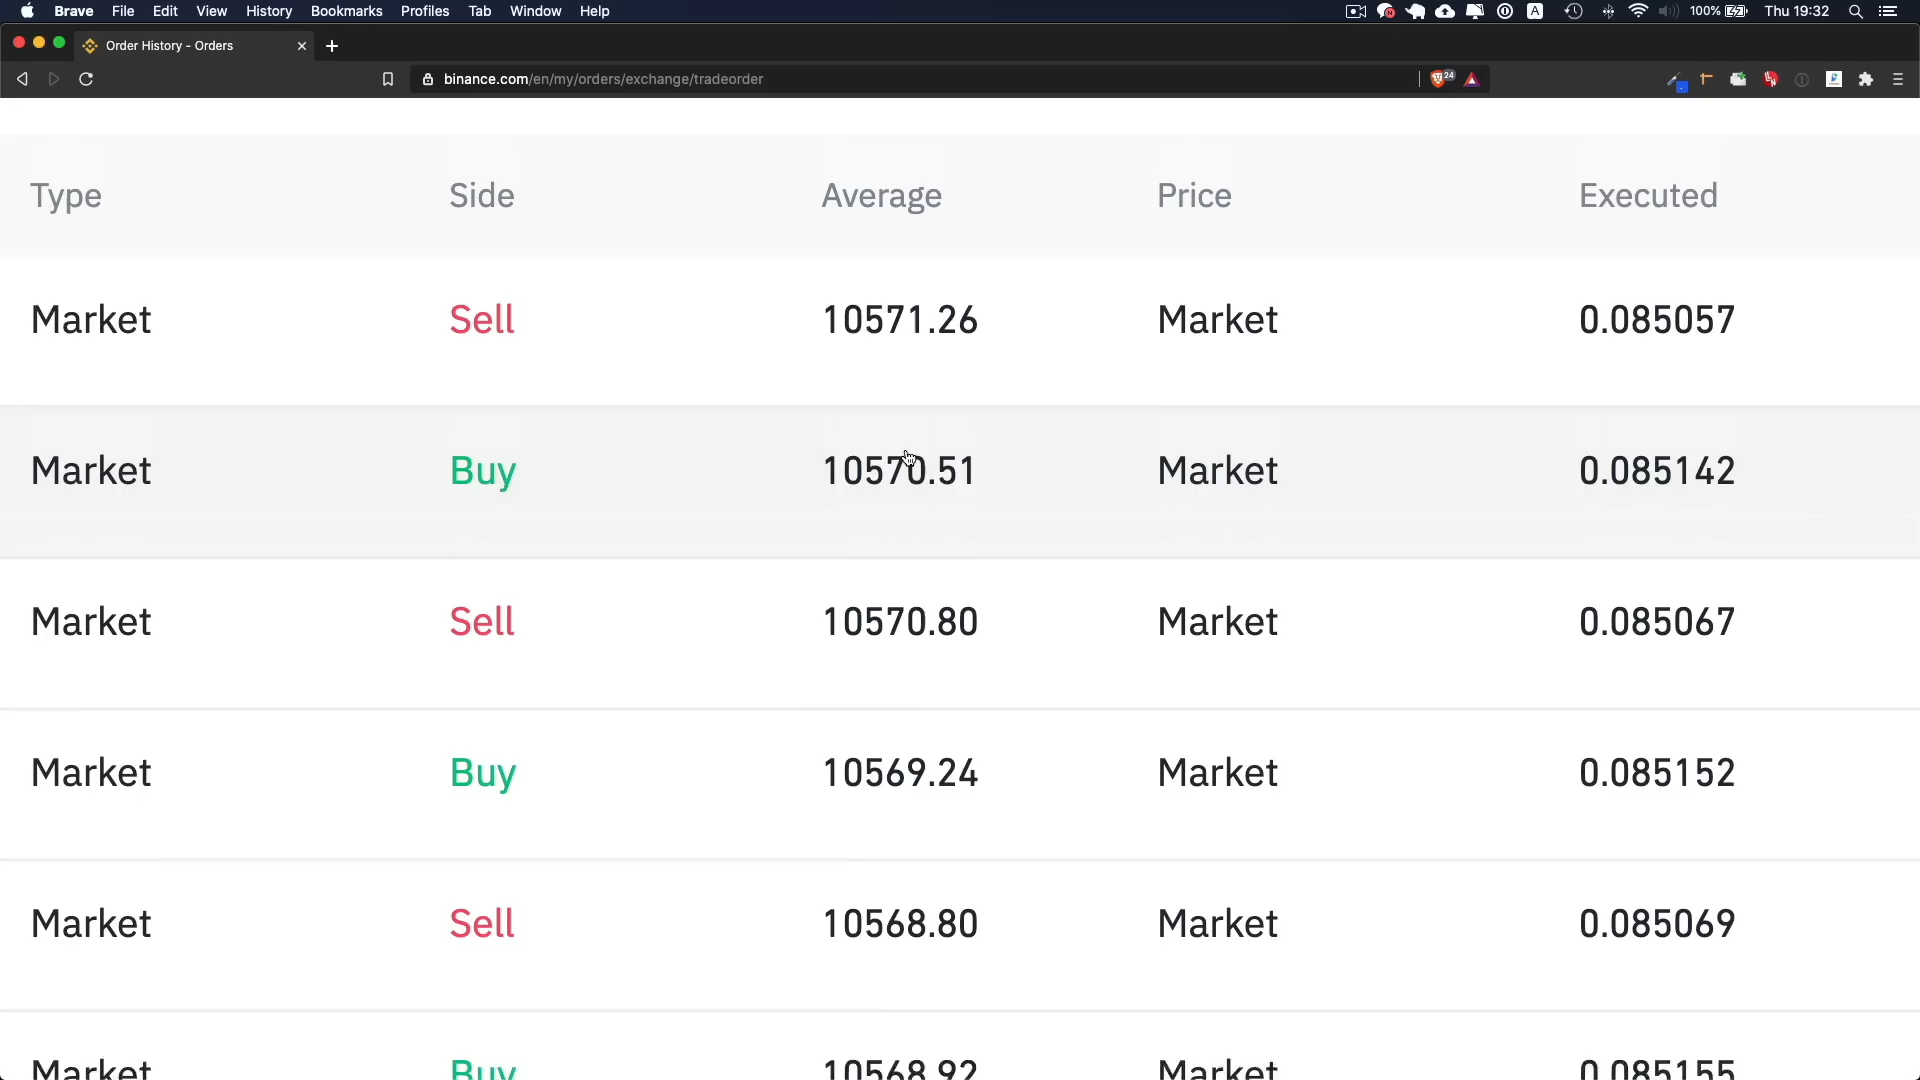 Brave File Edit View History Bookmarks Profiles Tab Window Help 100% Thu 19:32
Order History - Orders
binance.com/en/my/orders/exchange/tradeorder 24
Type Side Average Price Executed
Market Sell 10571.26 Market 0.085057
Market Buy 10570.51 Market 0.085142
Market Sell 10570.80 Market 0.085067
Market Buy 10569.24 Market 0.085152
Market Sell 10568.80 Market 0.085069
Market Buy 10568.92 Market 0.085155